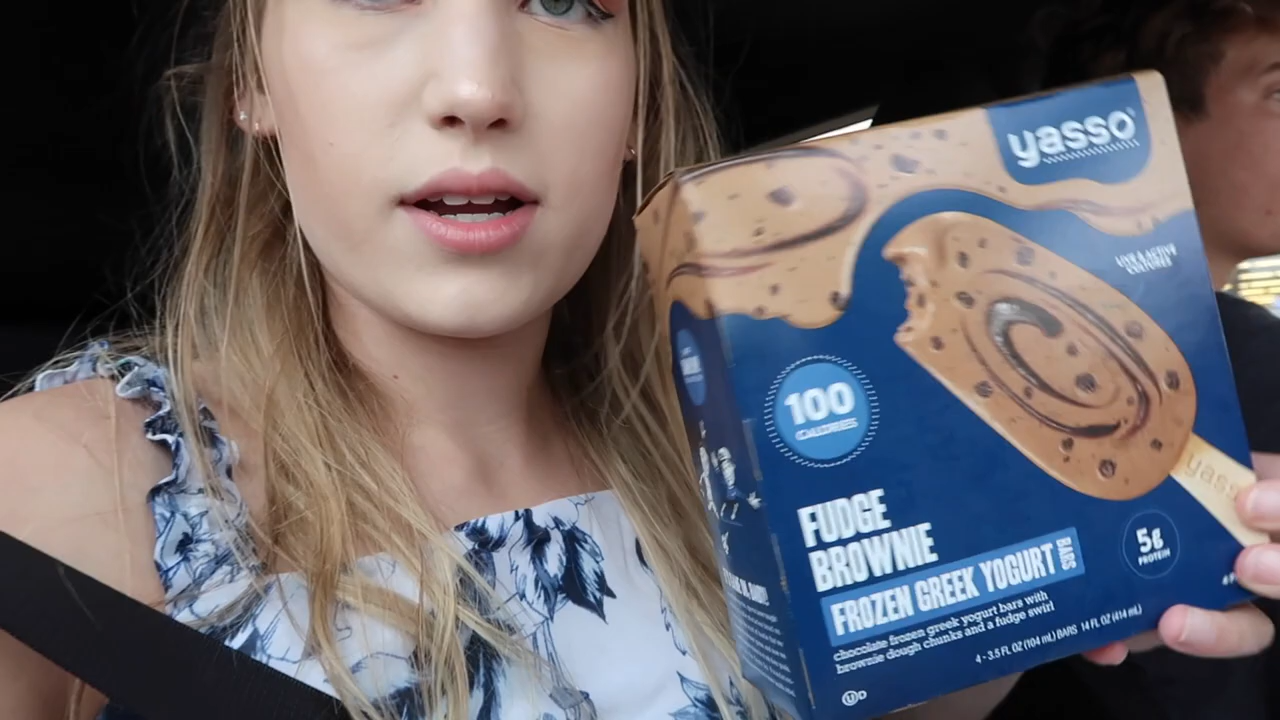 yasso
LIVE & ACTIVE
CULTURES
100
CALORIES
FUDGE
BROWNIE
FROZEN GREEK YOGURT BARS
5g
PROTEIN
chocolate frozen greek yogurt bars with
brownie dough chunks and a fudge swirl
4 - 3.5 FL OZ (104 mL) BARS 14 FL OZ (414 mL)
U D
yasso